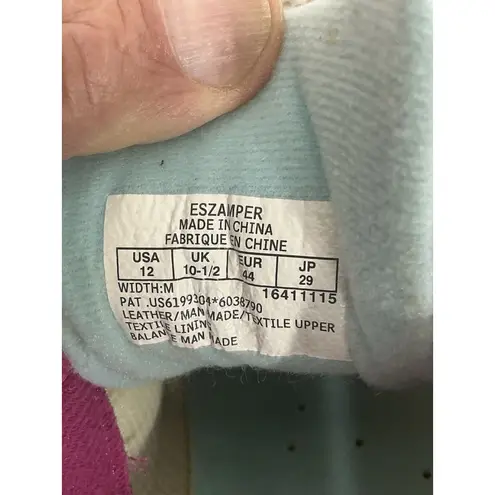 ESZAMPER
MADE IN CHINA
FABRIQUE EN CHINE
USA UK EUR JP
12 10-1/2 44 29
WIDTH:M 16411115
PAT.US6199304*6038790
LEATHER/MAN MADE/TEXTILE UPPER
TEXTILE LINING
BALANCE MAN MADE